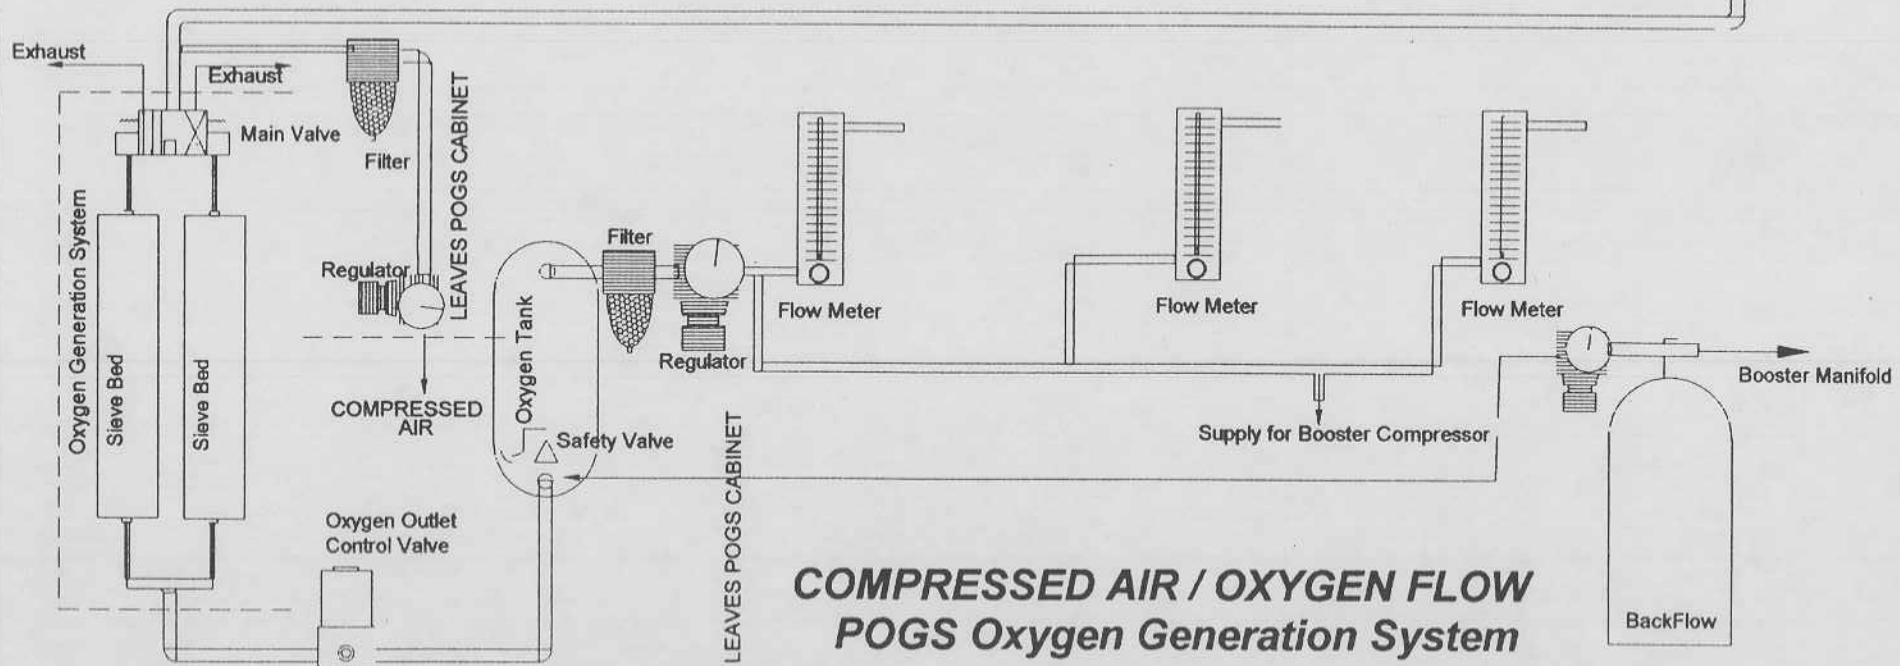 Exhaust
Exhaust
Main Valve
Filter
LEAVES POGS CABINET
Oxygen Generation System
Sieve Bed
Sieve Bed
Regulator
COMPRESSED
AIR
Oxygen Tank
Safety Valve
Filter
Regulator
Flow Meter
Flow Meter
Flow Meter
Booster Manifold
Supply for Booster Compressor
Oxygen Outlet
Control Valve
LEAVES POGS CABINET
BackFlow
COMPRESSED AIR / OXYGEN FLOW
POGS Oxygen Generation System